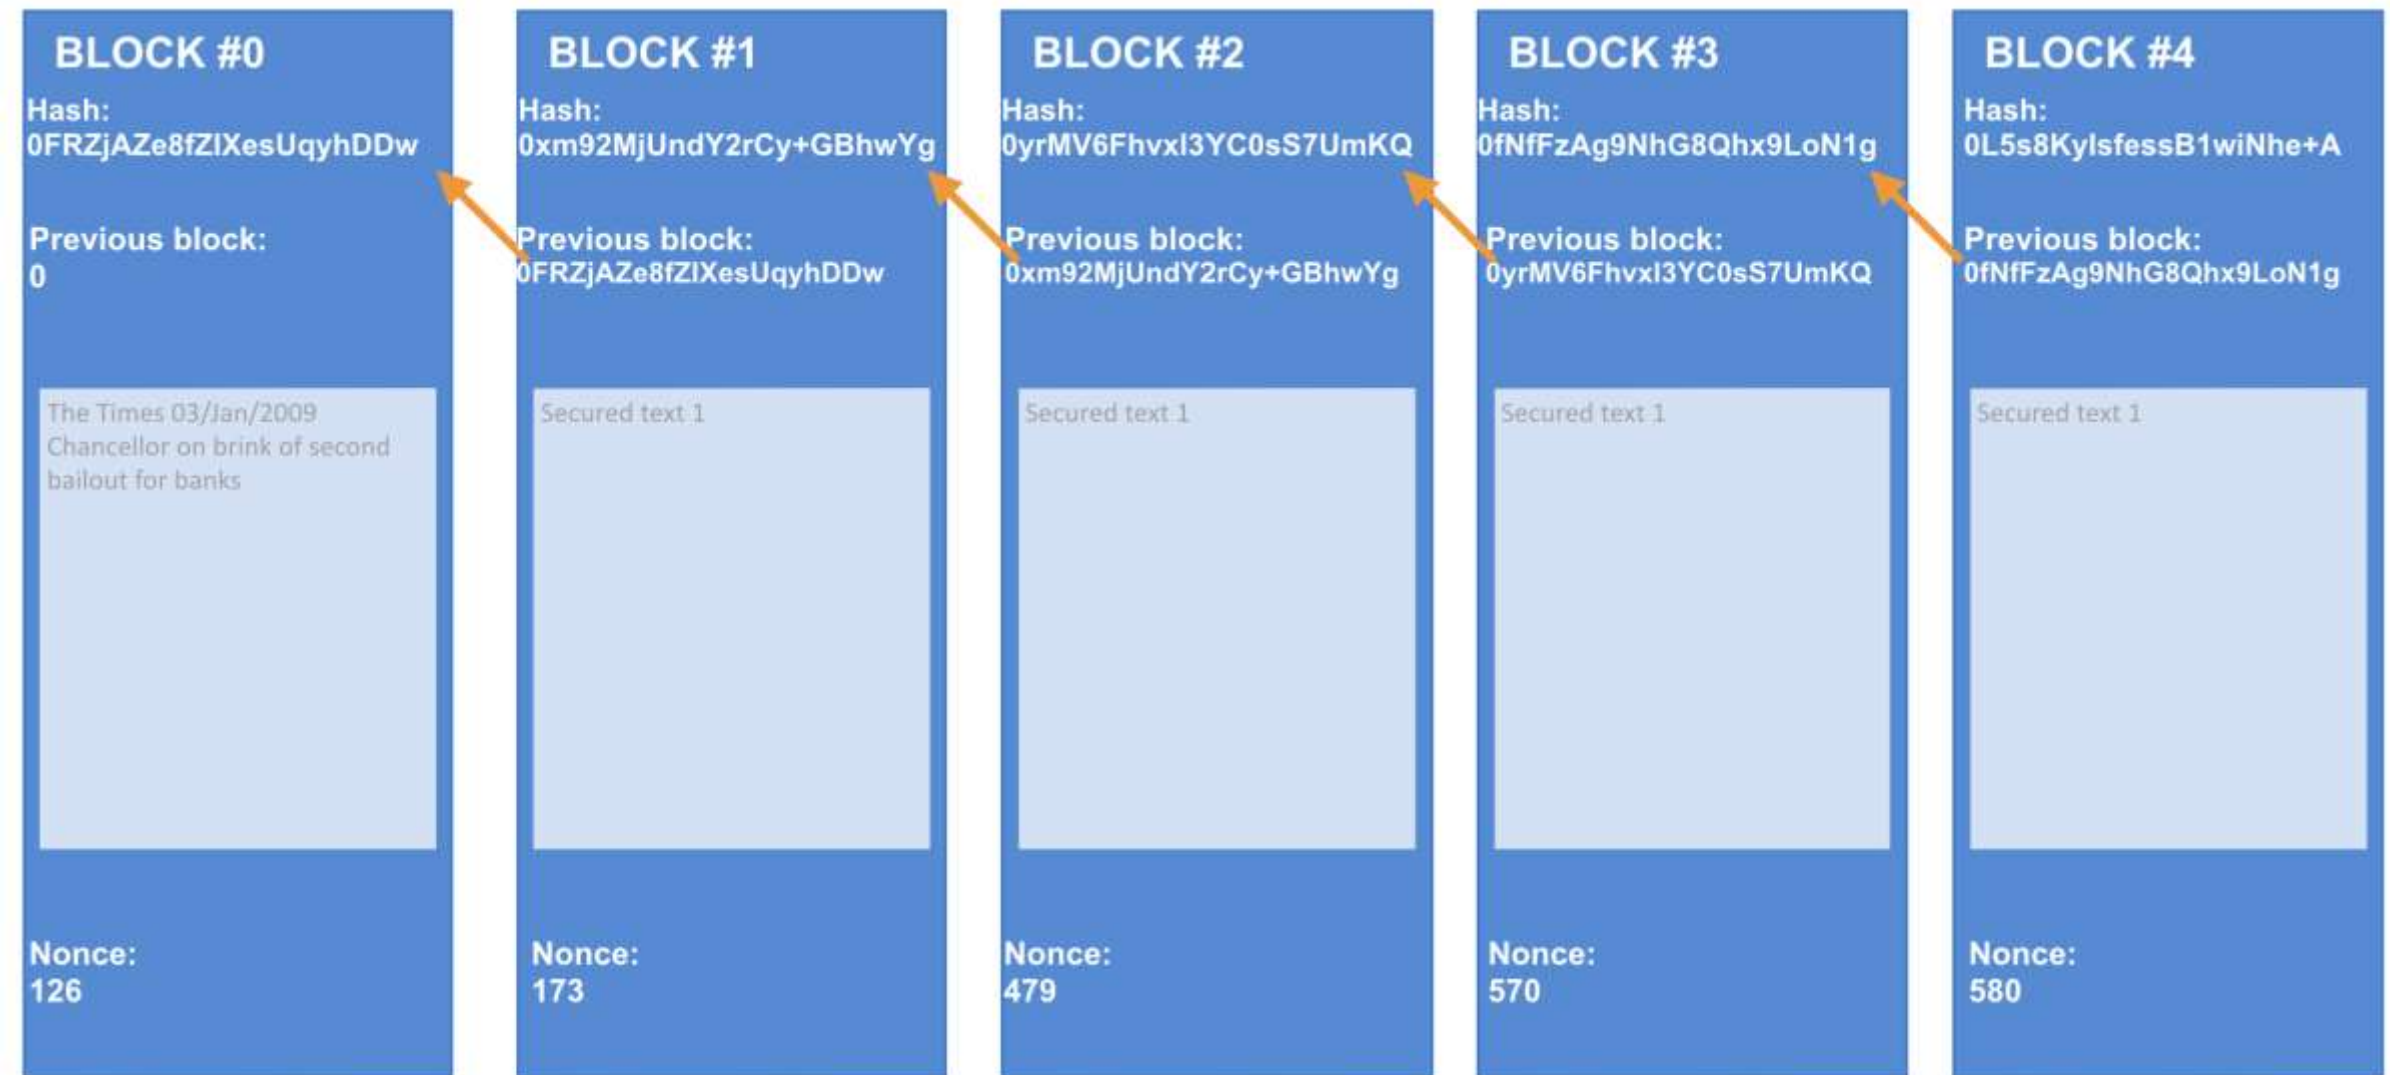 BLOCK #0
Hash:
0FRZjAZe8fZIXesUqyhDDw
Previous block:
0
The Times 03/Jan/2009
Chancellor on brink of second
bailout for banks
Nonce:
126
BLOCK #1
Hash:
0xm92MjUndY2rCy+GBhwYg
Previous block:
0FRZjAZe8fZIXesUqyhDDw
Secured text 1
Nonce:
173
BLOCK #2
Hash:
0yrMV6FhvxI3YC0sS7UmKQ
Previous block:
0xm92MjUndY2rCy+GBhwYg
Secured text 1
Nonce:
479
BLOCK #3
Hash:
0fNfFzAg9NhG8Qhx9LoN1g
Previous block:
0yrMV6FhvxI3YC0sS7UmKQ
Secured text 1
Nonce:
570
BLOCK #4
Hash:
0L5s8KyIsfessB1wiNhe+A
Previous block:
0fNfFzAg9NhG8Qhx9LoN1g
Secured text 1
Nonce:
580